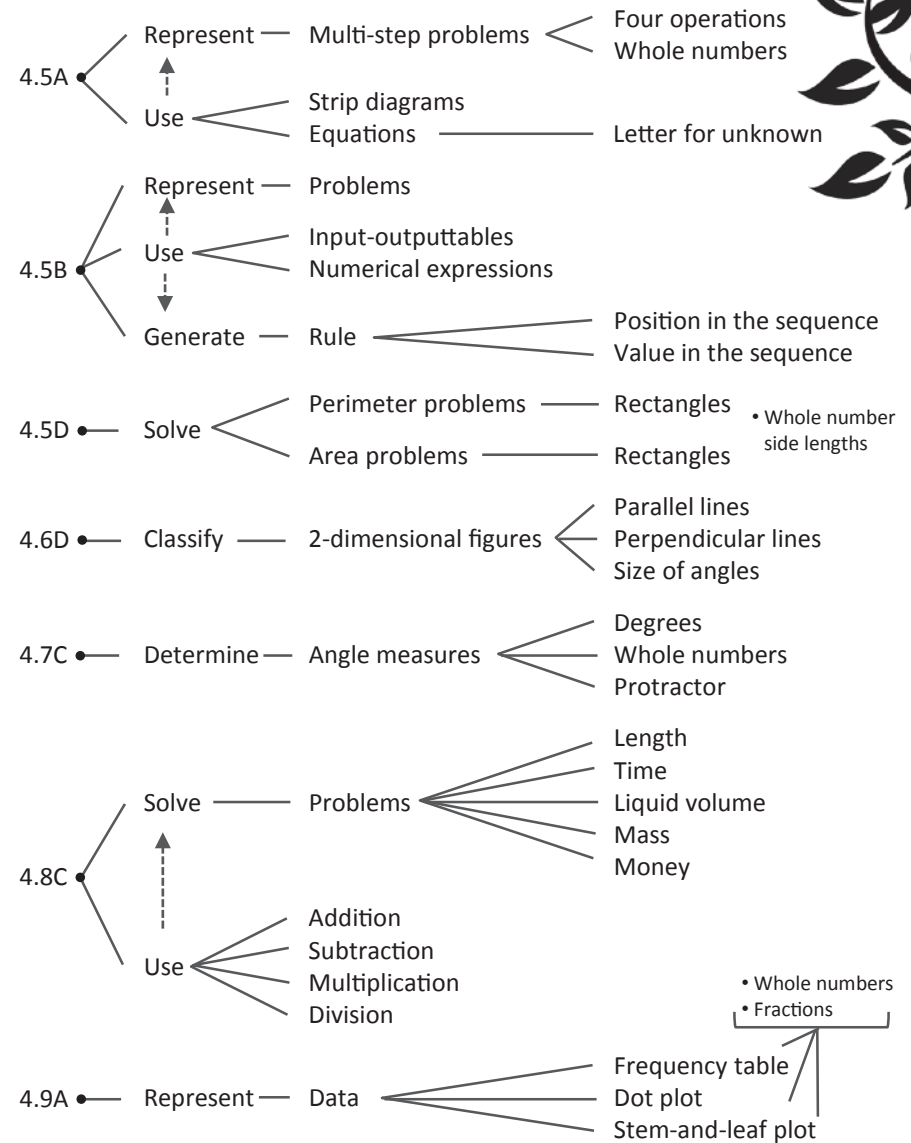 Represent Multi-step problems Four operations
Whole numbers
4.5A
Use Strip diagrams
Equations Letter for unknown
Represent Problems
4.5B Use Input-outputtables
Numerical expressions
Generate Rule Position in the sequence
Value in the sequence
4.5D Solve Perimeter problems Rectangles
• Whole number
side lengths
Area problems Rectangles
Parallel lines
4.6D Classify 2-dimensional figures Perpendicular lines
Size of angles
Degrees
4.7C Determine Angle measures Whole numbers
Protractor
Length
Time
Solve Problems Liquid volume
Mass
Money
4.8C
Addition
Subtraction
Use Multiplication
Division
• Whole numbers
• Fractions
Frequency table
4.9A Represent Data Dot plot
Stem-and-leaf plot